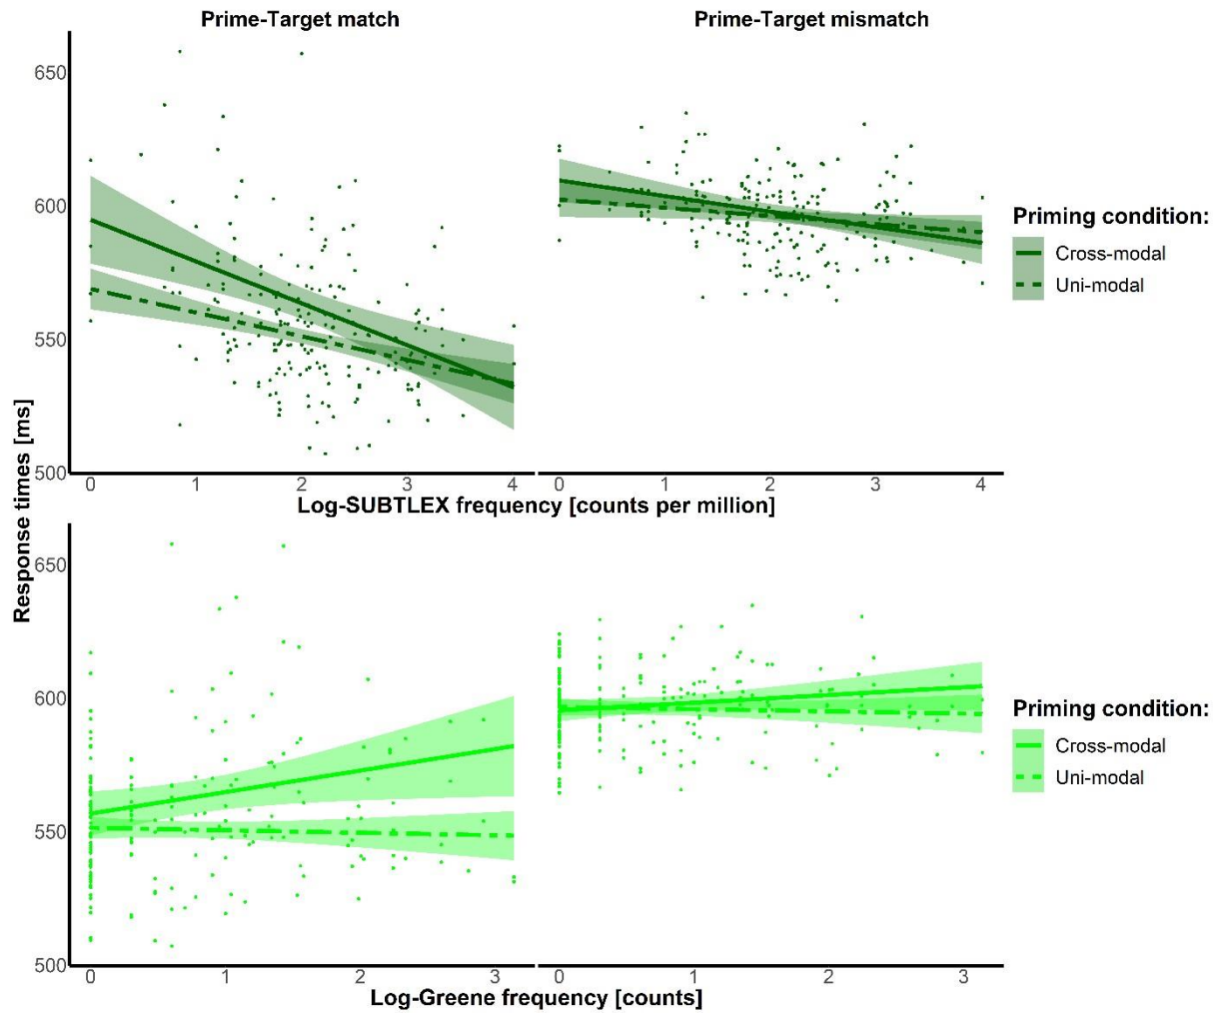 Prime-Target match
Prime-Target mismatch
650
600
550
500
0 1 2 3 4
0 1 2 3 4
Log-SUBTLEX frequency [counts per million]
Priming condition:
Cross-modal
Uni-modal
Response times [ms]
650
600
550
500
0 1 2 3
0 1 2 3
Log-Greene frequency [counts]
Priming condition:
Cross-modal
Uni-modal